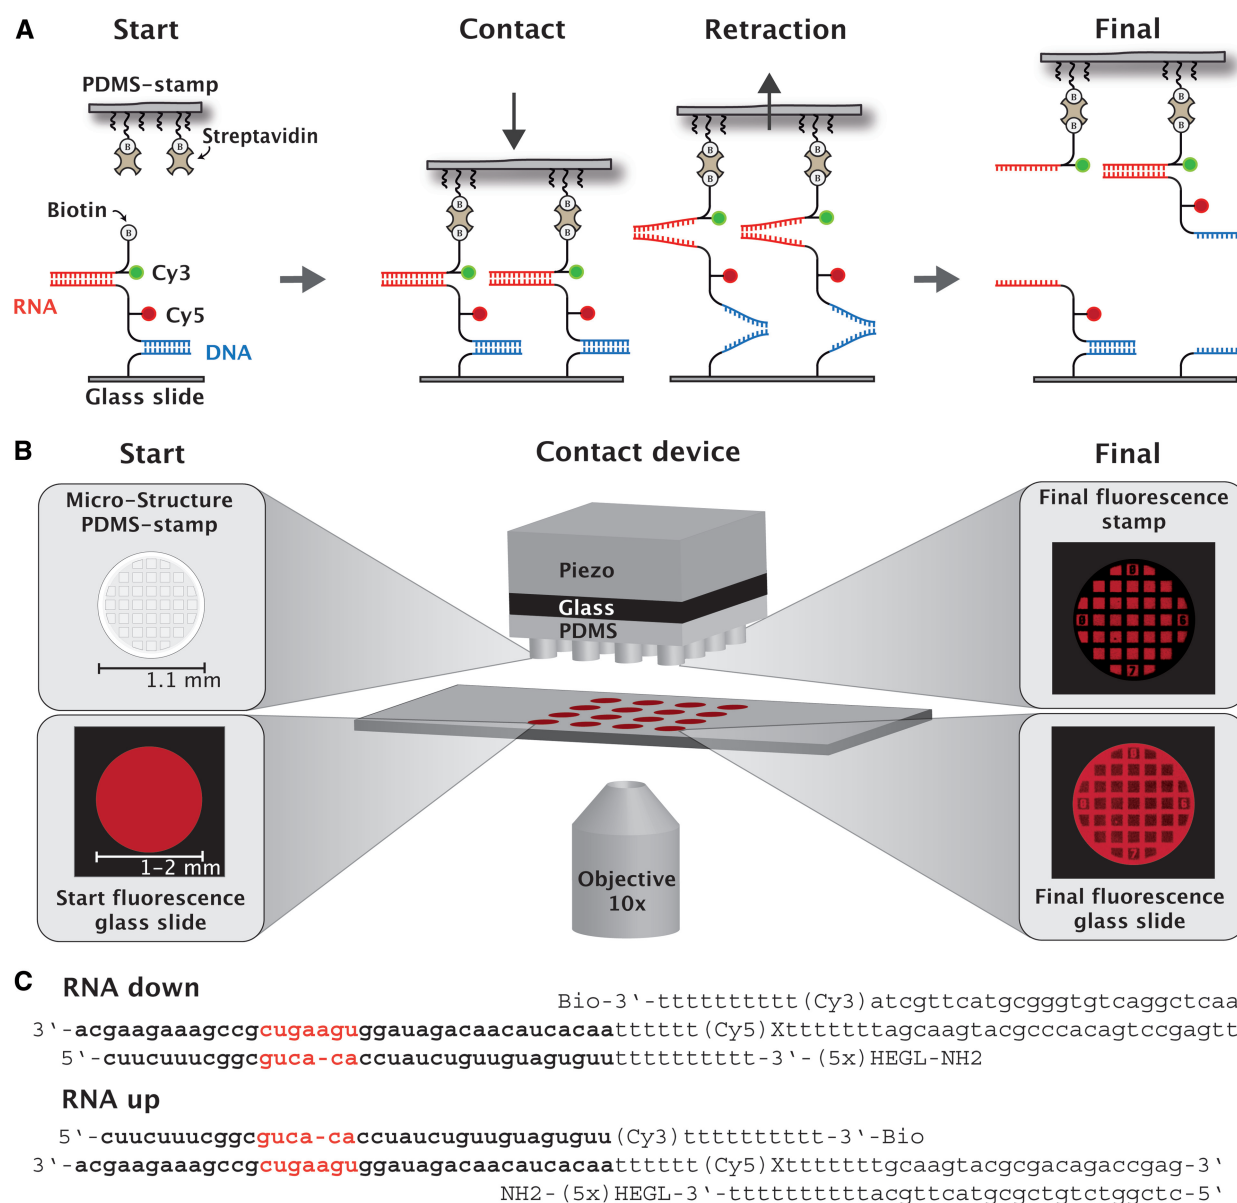 A
Start
Contact
Retraction
Final
PDMS-stamp
Streptavidin
B
B
Biotin
B
Cy3
RNA
Cy5
DNA
Glass slide
B
B
B
B
B
B
B
B
B
B
B
B
B
Start
Contact device
Final
Micro-Structure
PDMS-stamp
1.1 mm
Piezo
Glass
PDMS
Final fluorescence
stamp
1-2 mm
Start fluorescence
glass slide
Objective
10x
Final fluorescence
glass slide
C
RNA down
Bio-3'-tttttttttt(Cy3)atcgttcatgcgggtgtcaggctcaa
3'-acgaagaaagccgcugaaguggauagacaacaucacaatttttt(Cy5)Xtttttttagcaagtacgcccacagtccgagtt
5'-cuucuuucggcguca-caccuaucuguuguaguguutttttttttt-3'-(5x)HEGL-NH2
RNA up
5'-cuucuuucggcguca-caccuaucuguuguaguguu(Cy3)tttttttttt-3'-Bio
3'-acgaagaaagccgcugaaguggauagacaacaucacaatttttt(Cy5)Xtttttttgcaagtacgcgacagaccgag-3'
NH2-(5x)HEGL-3'-ttttttttttacgttcatgcgctgtctggctc-5'